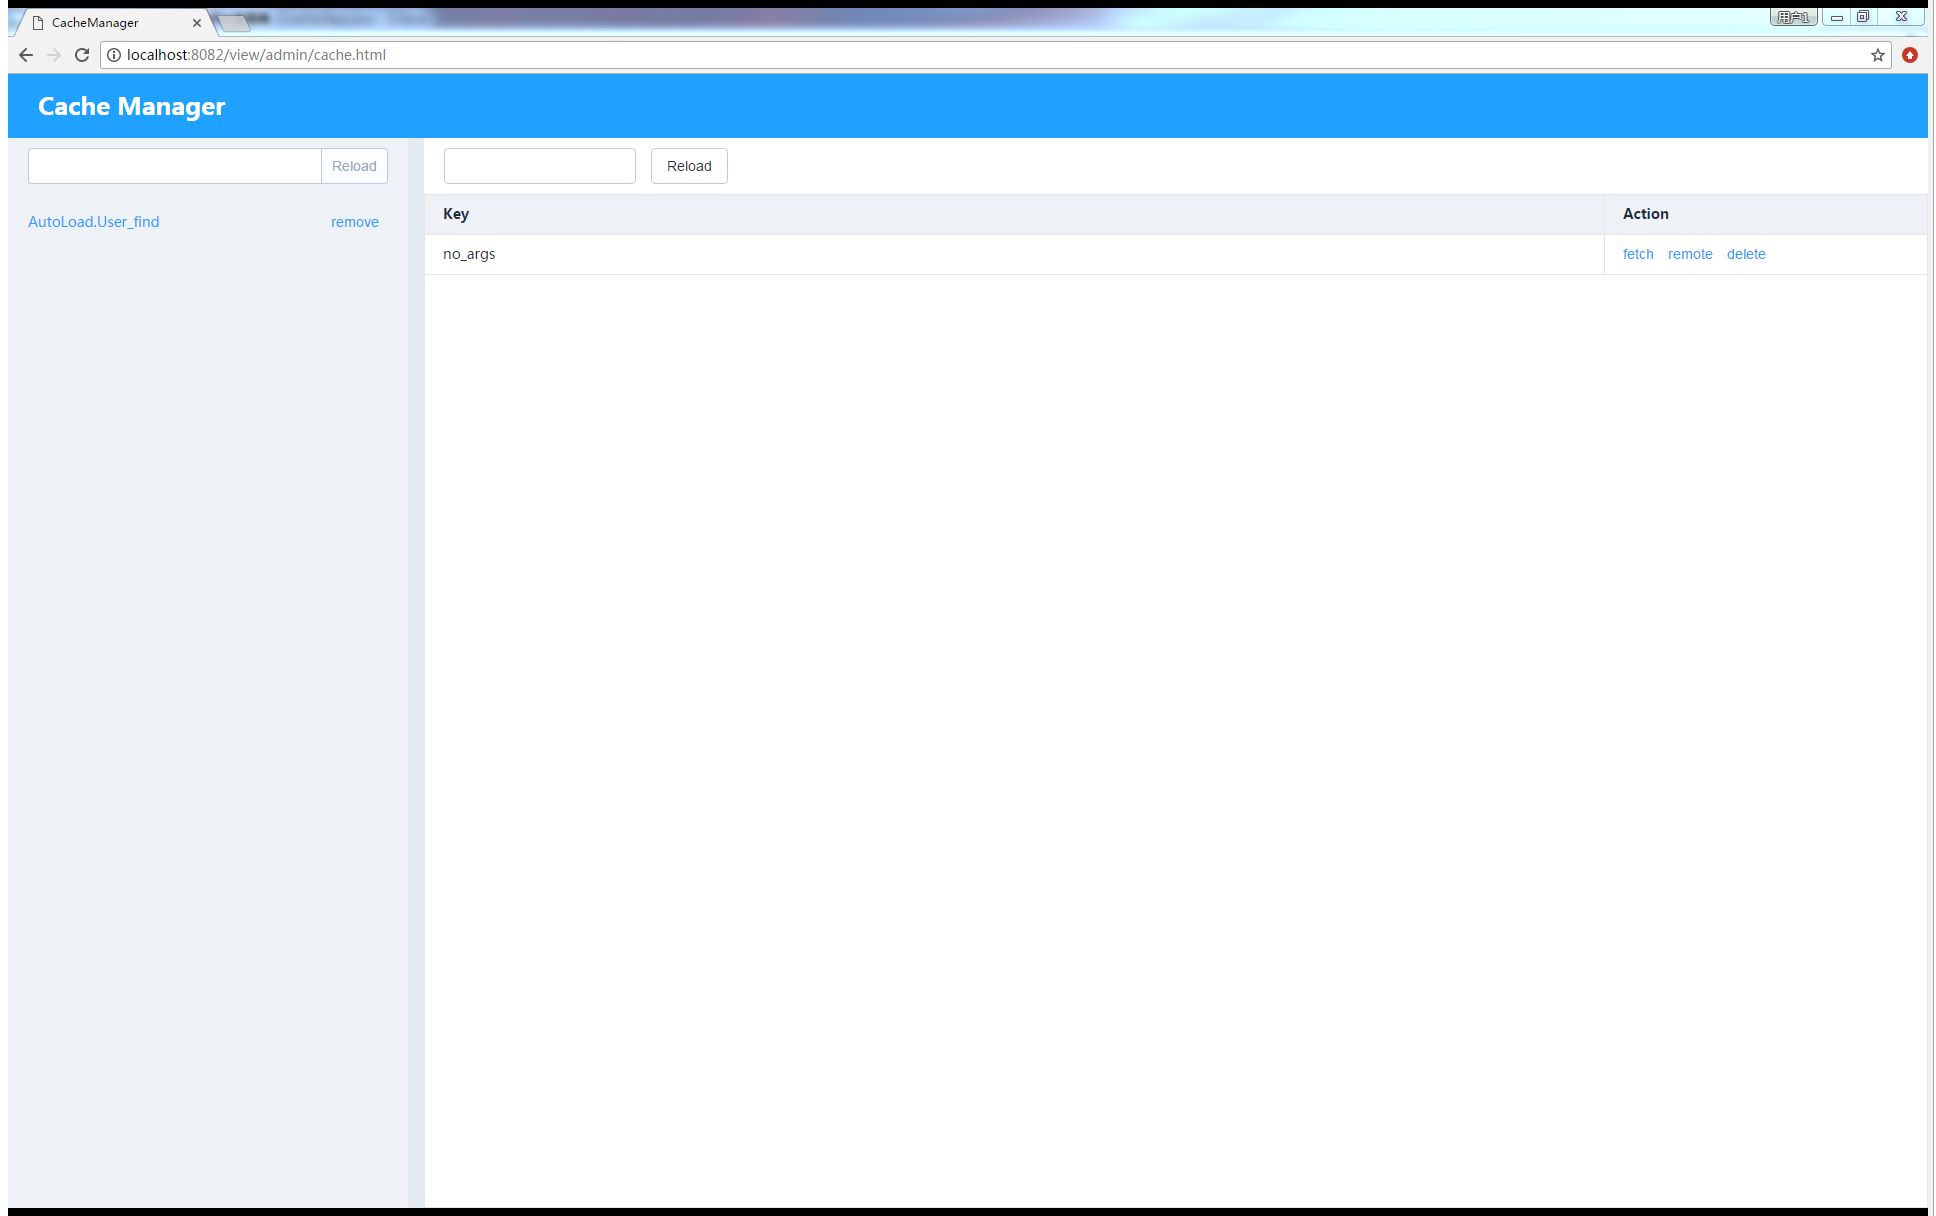 CacheManager
用户1
localhost:8082/view/admin/cache.html
Cache Manager
Reload
Reload
AutoLoad.User_find remove
Key Action
no_args fetch remote delete